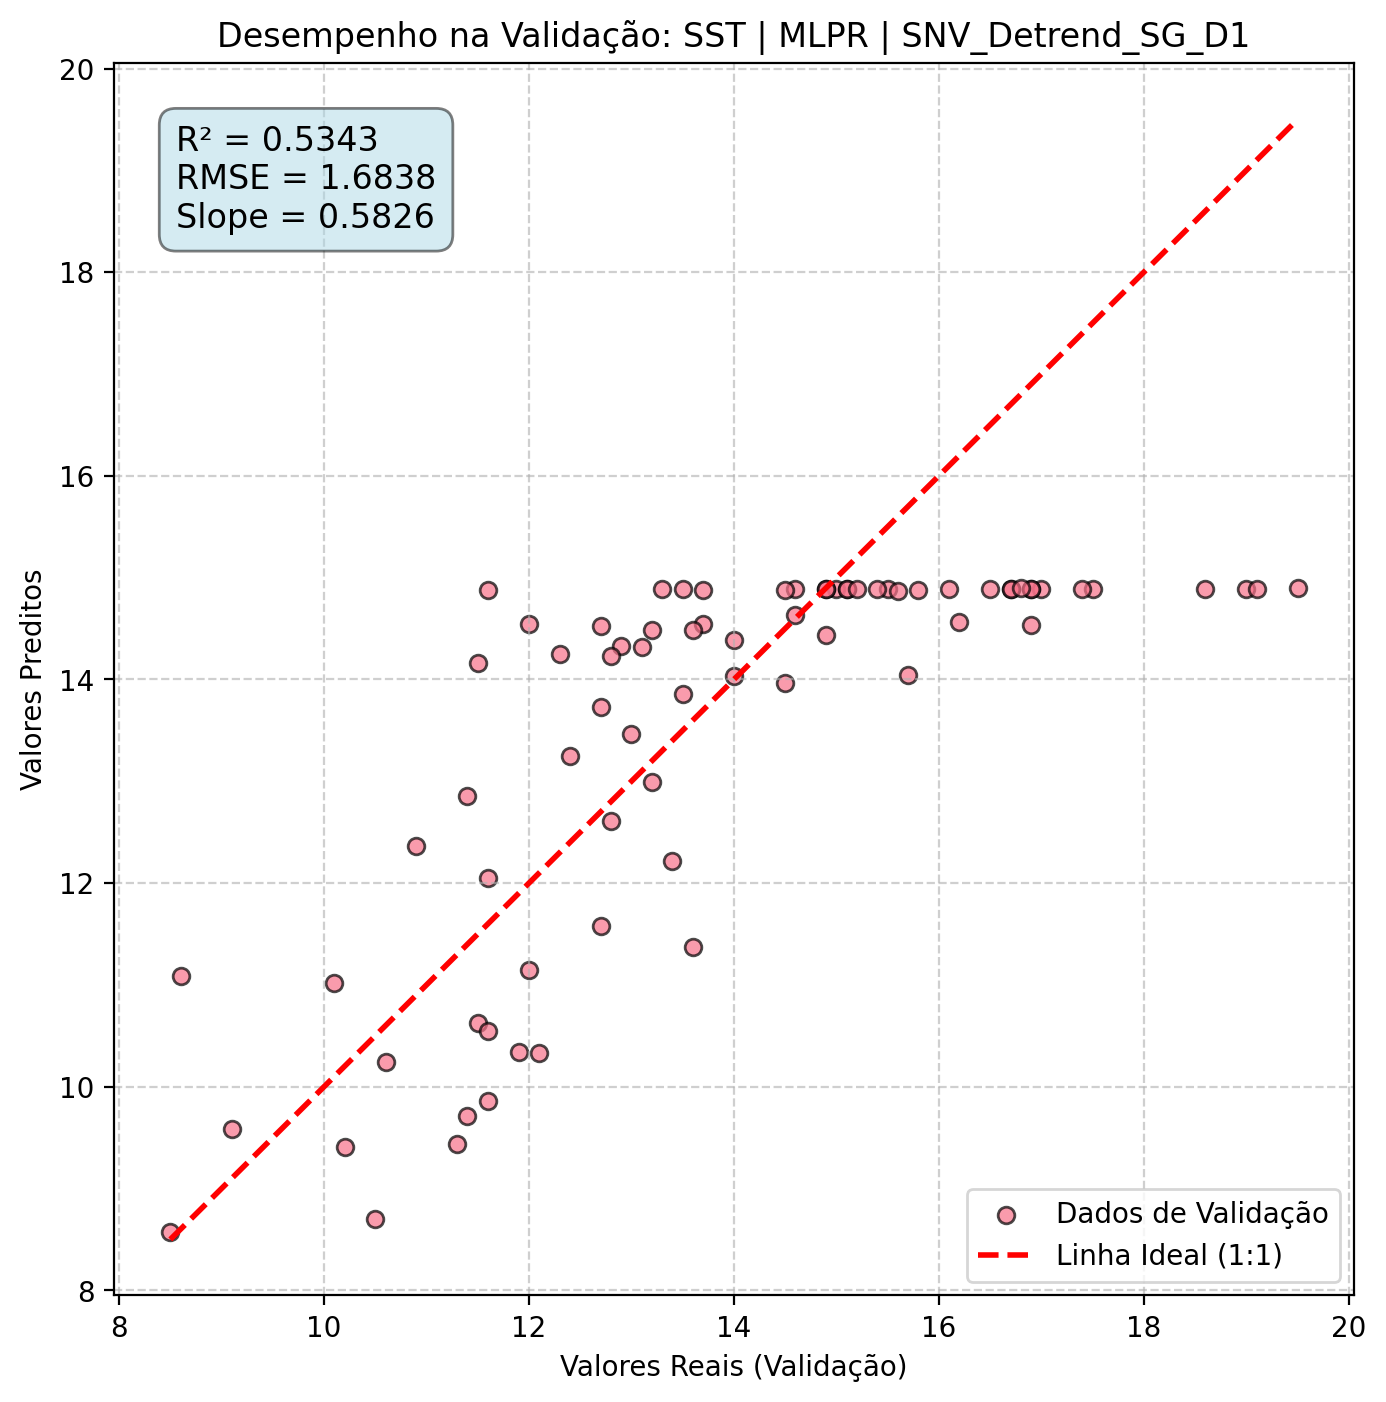 Desempenho na Validação: SST | MLPR | SNV_Detrend_SG_D1
R² = 0.5343
RMSE = 1.6838
Slope = 0.5826
20
18
16
14
12
10
8
Valores Preditos
Dados de Validação
Linha Ideal (1:1)
8 10 12 14 16 18 20
Valores Reais (Validação)